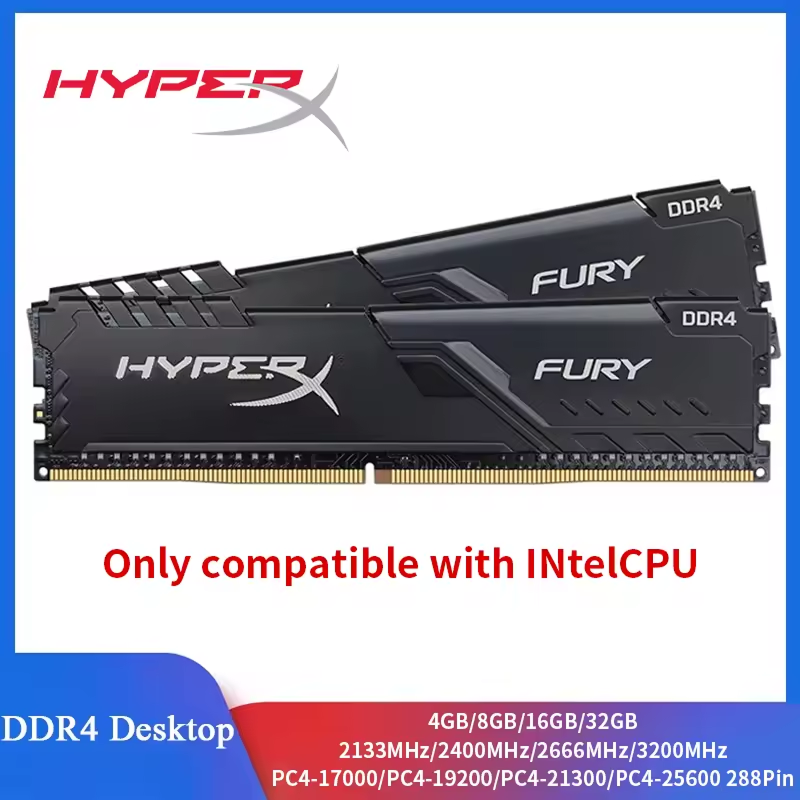 HYPERX
DDR4
FURY
DDR4
HYPERX
FURY
Only compatible with INtelCPU
DDR4 Desktop
4GB/8GB/16GB/32GB
2133MHz/2400MHz/2666MHz/3200MHz
PC4-17000/PC4-19200/PC4-21300/PC4-25600 288Pin